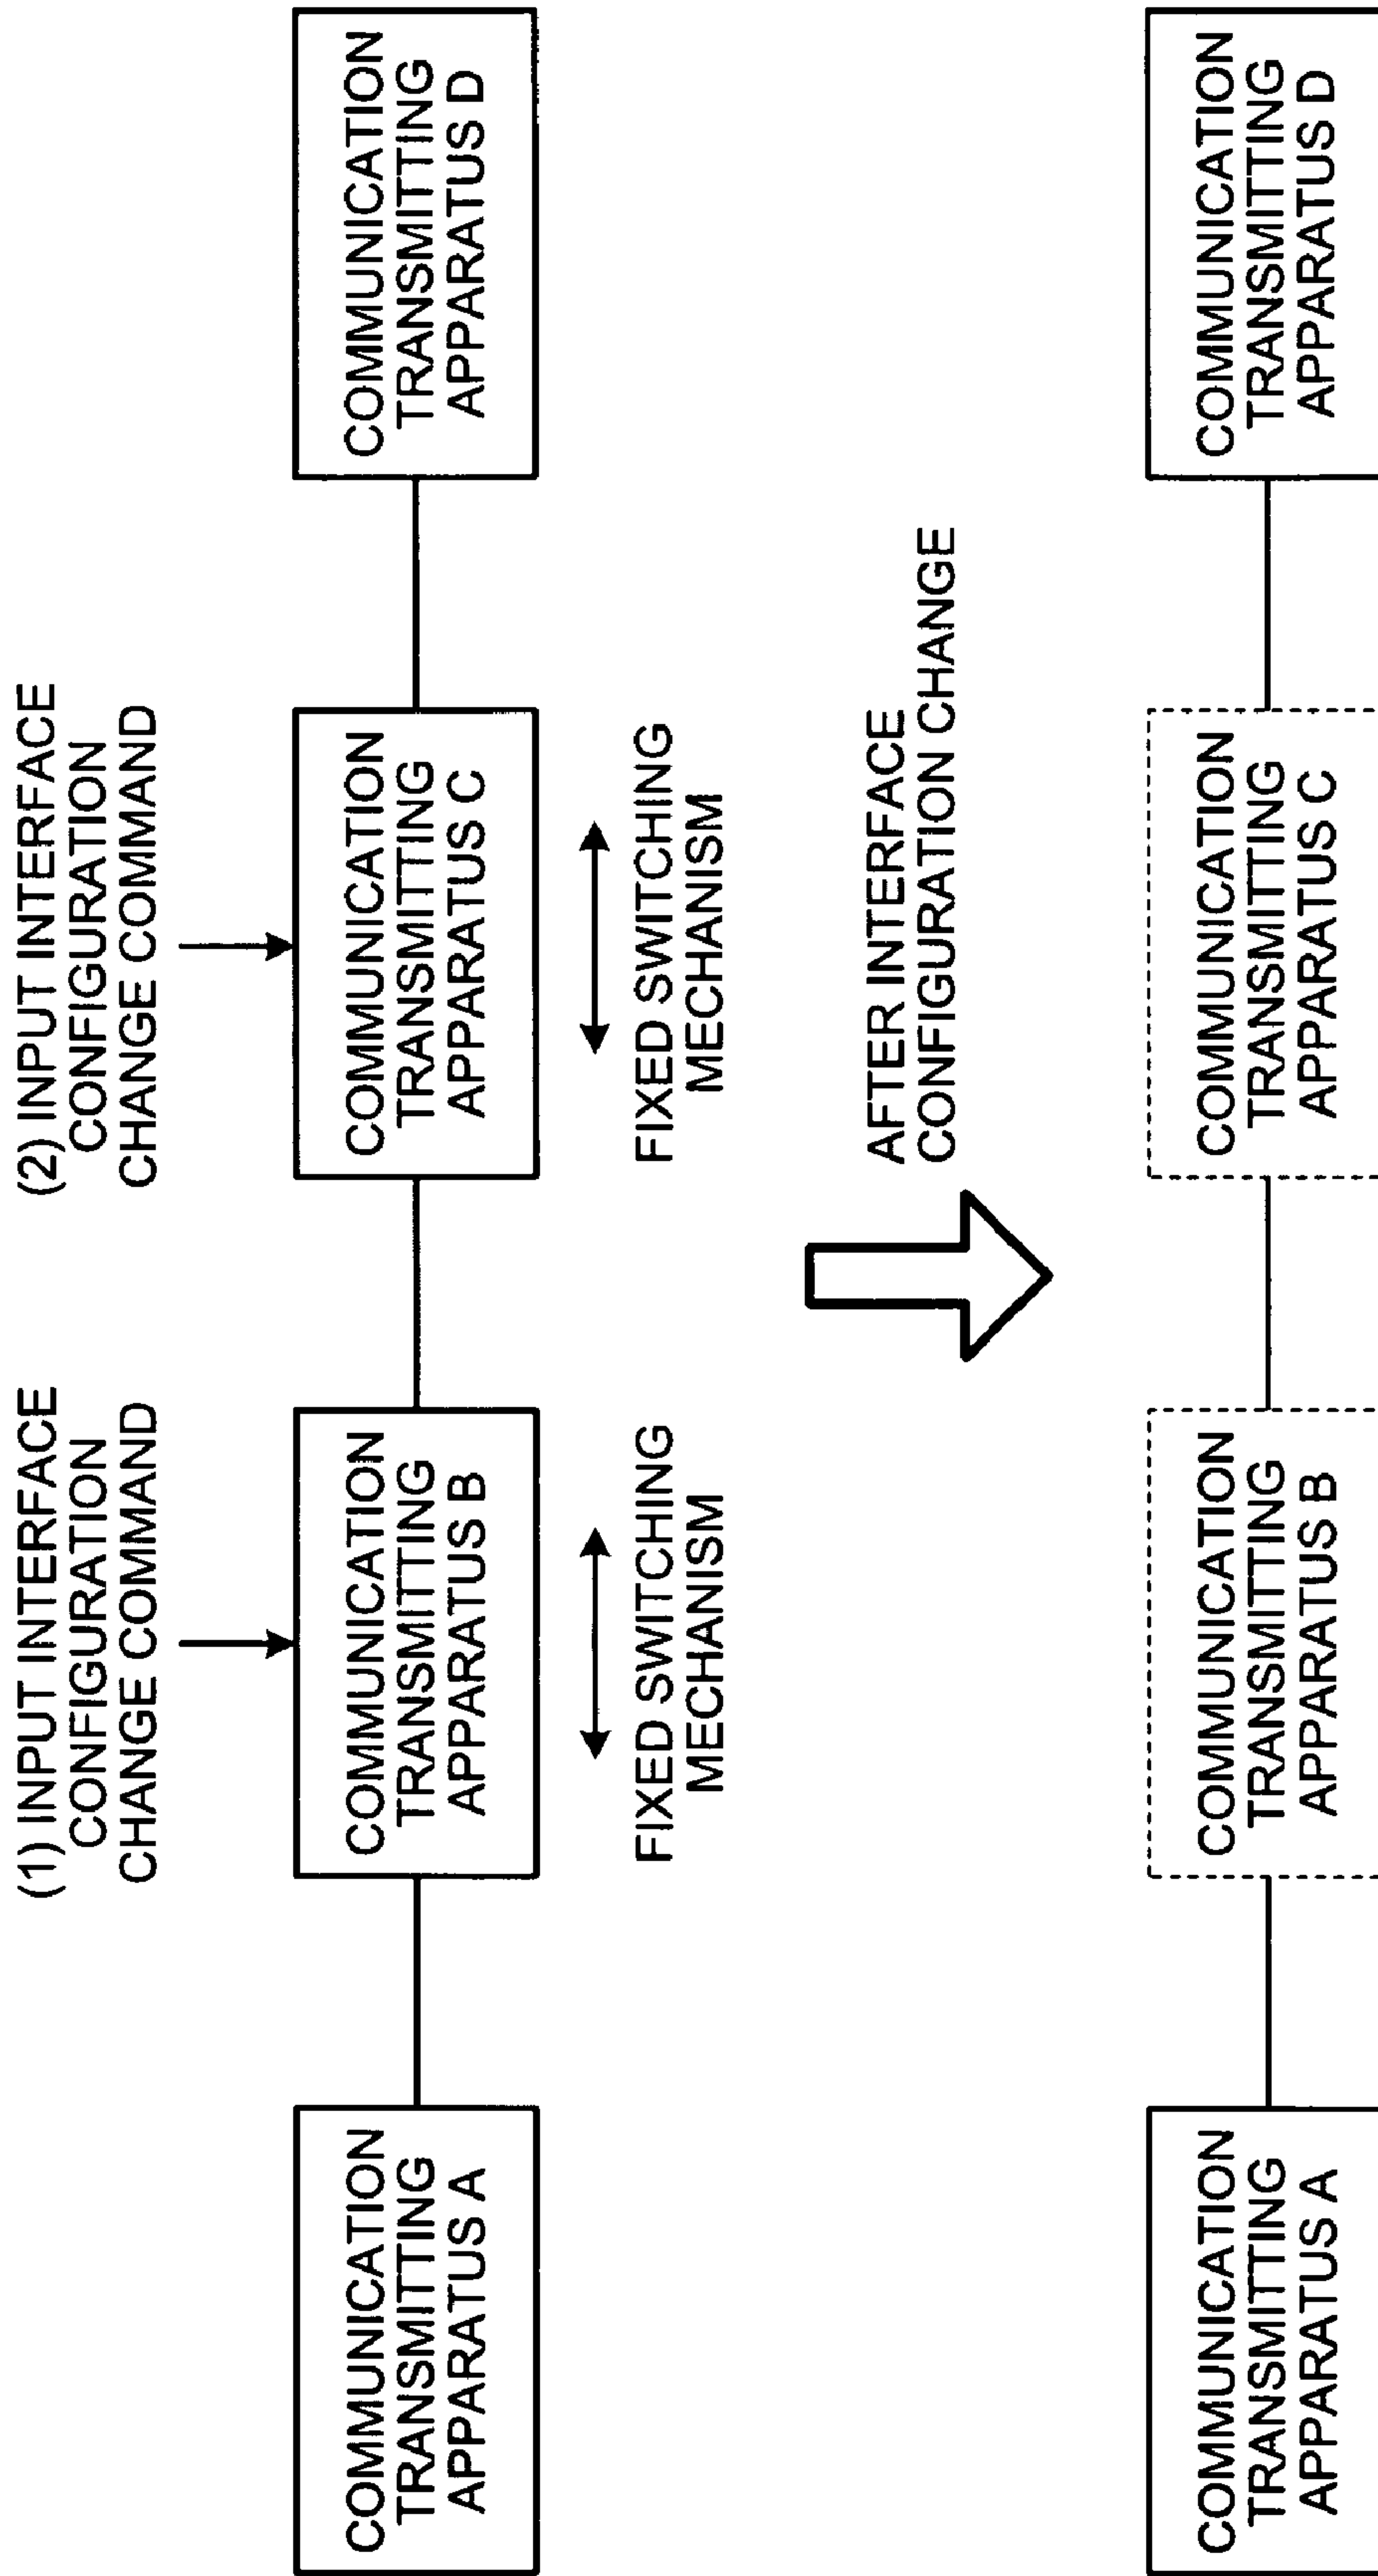 (1) INPUT INTERFACE
CONFIGURATION
CHANGE COMMAND
(2) INPUT INTERFACE
CONFIGURATION
CHANGE COMMAND
COMMUNICATION
TRANSMITTING
APPARATUS A
COMMUNICATION
TRANSMITTING
APPARATUS B
COMMUNICATION
TRANSMITTING
APPARATUS C
COMMUNICATION
TRANSMITTING
APPARATUS D
FIXED SWITCHING
MECHANISM
FIXED SWITCHING
MECHANISM
AFTER INTERFACE
CONFIGURATION CHANGE
COMMUNICATION
TRANSMITTING
APPARATUS A
COMMUNICATION
TRANSMITTING
APPARATUS B
COMMUNICATION
TRANSMITTING
APPARATUS C
COMMUNICATION
TRANSMITTING
APPARATUS D